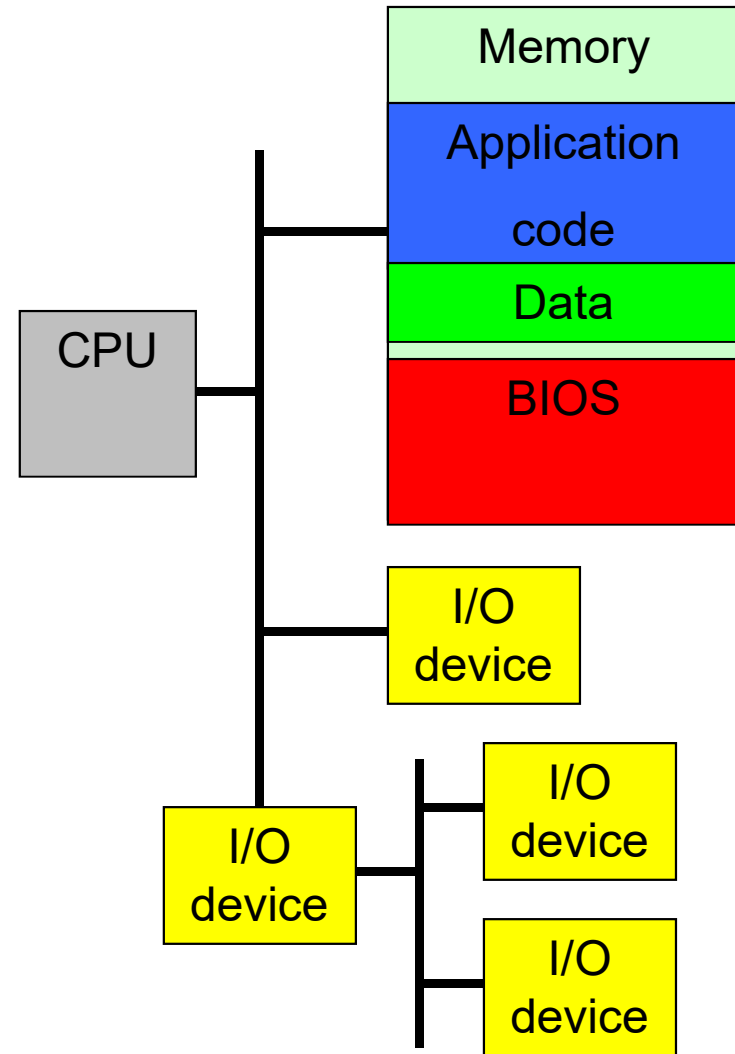 Memory
Application
code
Data
CPU
BIOS
I/O
device
I/O
device
I/O
device
I/O
device